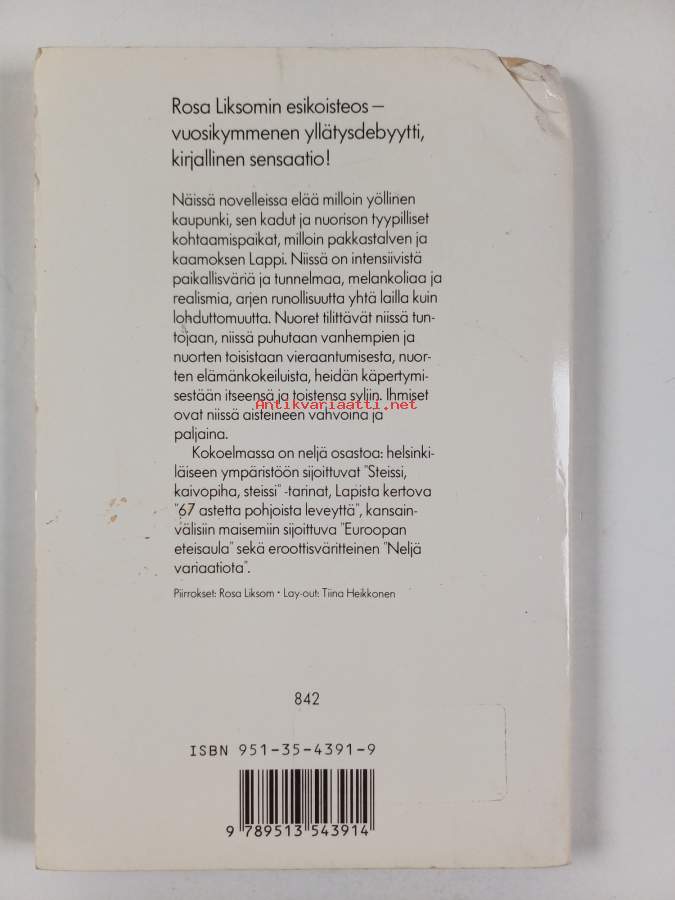 Rosa Liksomin esikoisteos –
vuosikymmenen yllätysdebyytti,
kirjallinen sensaatio!
Näissä novelleissa elää milloin yöllinen
kaupunki, sen kadut ja nuorison tyypilliset
kohtaamispaikat, milloin pakkastalven ja
kaamoksen Lappi. Niissä on intensiivistä
paikallisväriä ja tunnelmaa, melankoliaa ja
realismia, arjen runollisuutta yhtä lailla kuin
lohduttomuutta. Nuoret tilittävät niissä tun-
tojaan, niissä puhutaan vanhempien ja
nuorten toisistaan vieraantumisesta, nuor-
ten elämänkokeiluista, heidän käpertymi-
sestään itseensä ja toistensa syliin. Ihmiset
Antikvariaatti.net
ovat niissä aisteineen vahvoina ja
paljaina.
Kokoelmassa on neljä osastoa: helsinki-
läiseen ympäristöön sijoittuvat "Steissi,
kaivopiha, steissi" -tarinat, Lapista kertova
"67 astetta pohjoista leveyttä", kansain-
välisiin maisemiin sijoittuva "Euroopan
eteisaula" sekä eroottisväritteinen "Neljä
variaatiota".
Piirrokset: Rosa Liksom • Lay-out: Tiina Heikkonen
842
ISBN 951-35-4391-9
9 789513 543914